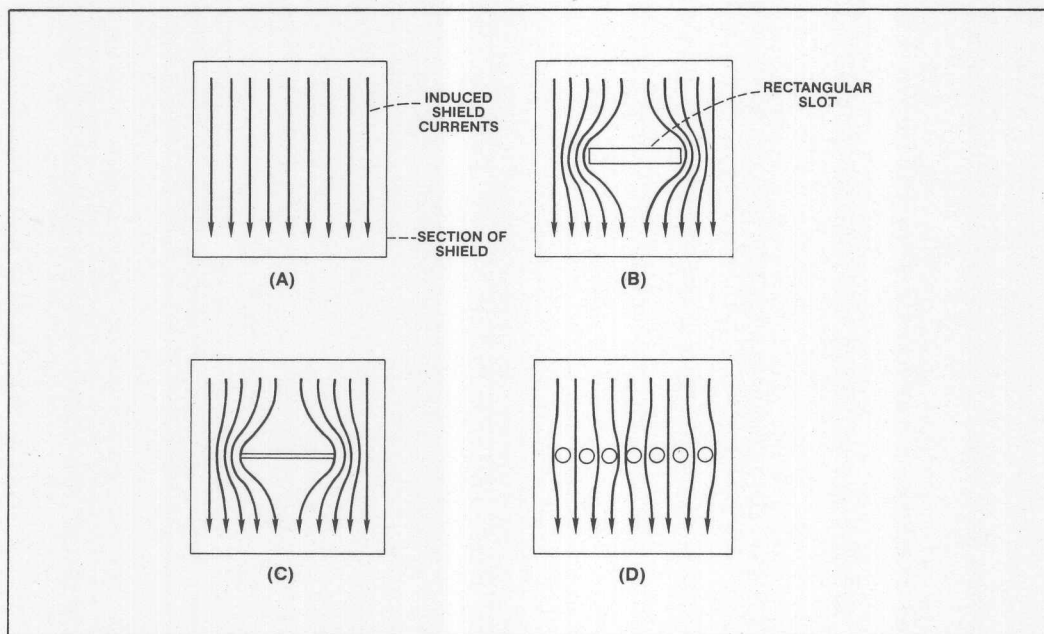 INDUCED
SHIELD
CURRENTS
SECTION OF
SHIELD
(A)
RECTANGULAR
SLOT
(B)
(C)
(D)